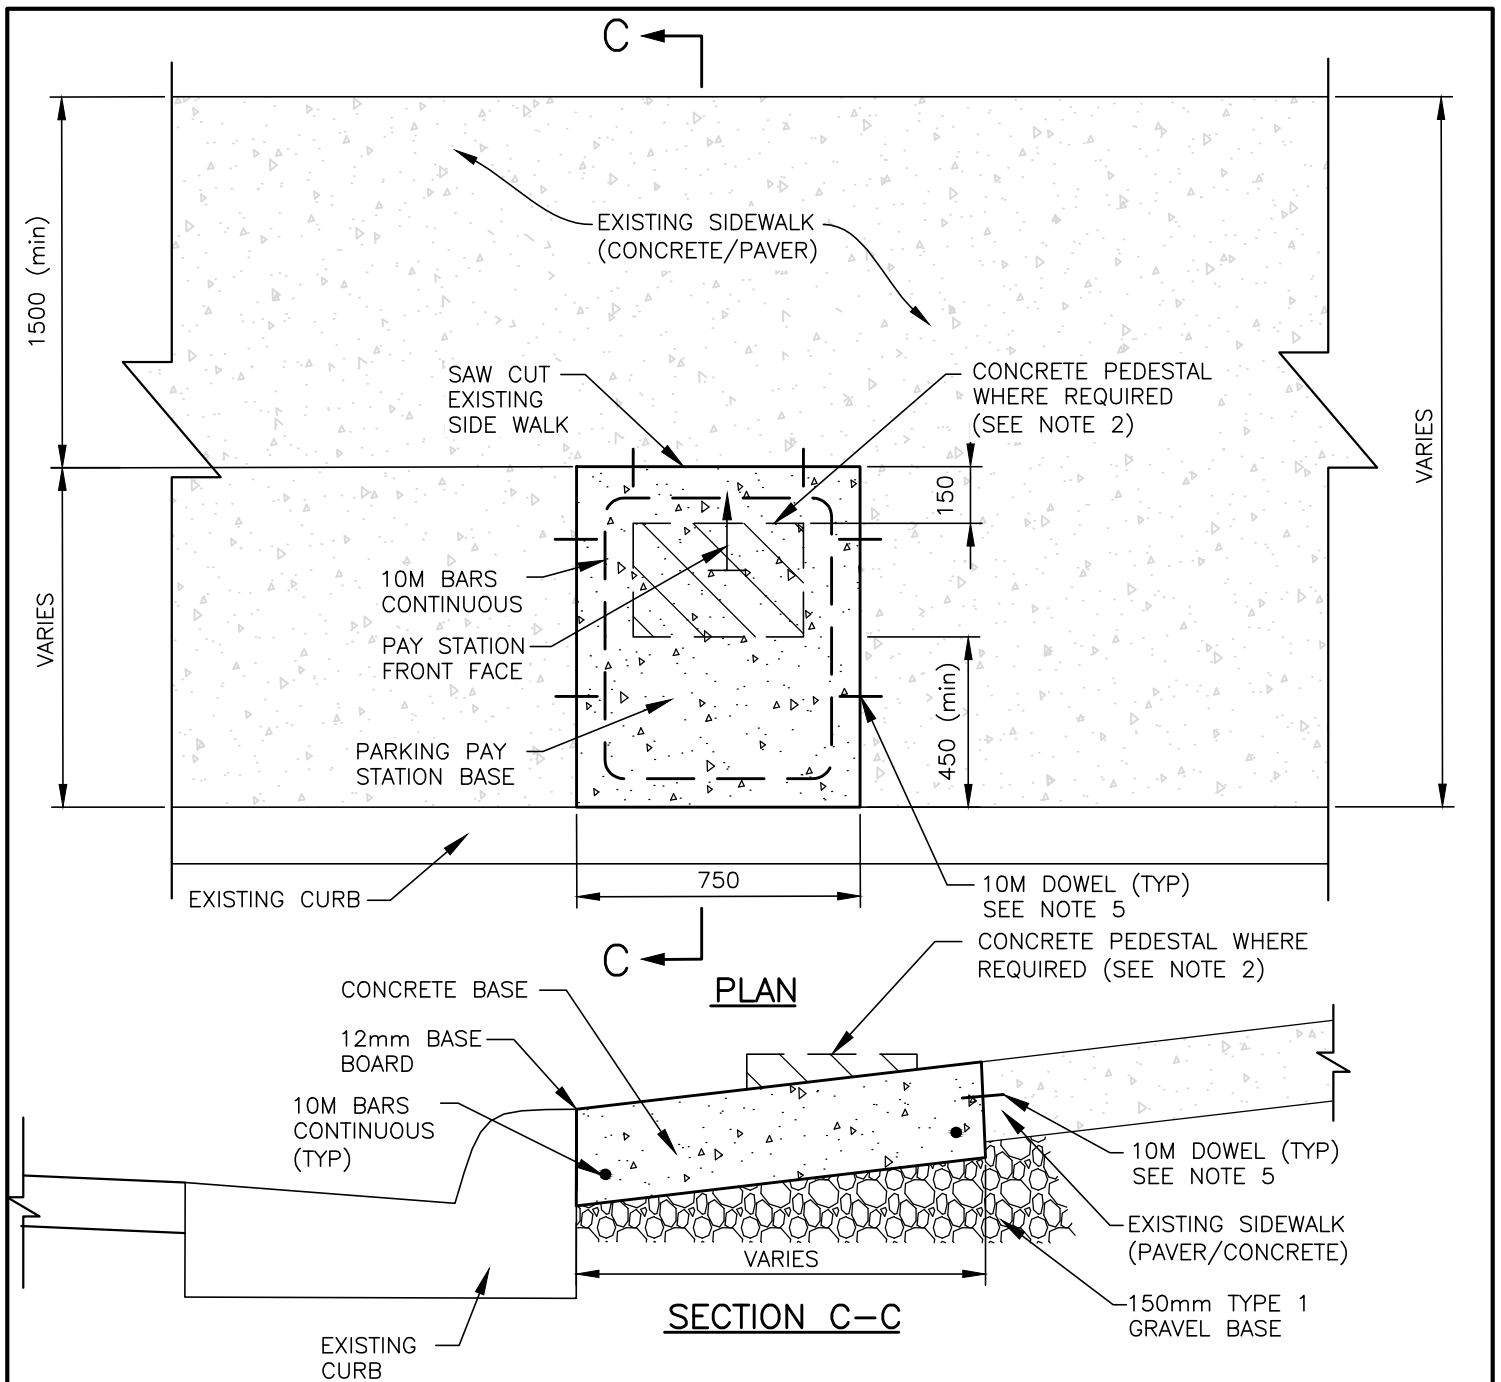 C
1500 (min)
EXISTING SIDEWALK
(CONCRETE/PAVER)
SAW CUT
EXISTING
SIDE WALK
CONCRETE PEDESTAL
WHERE REQUIRED
(SEE NOTE 2)
VARIES
150
10M BARS
CONTINUOUS
VARIES
PAY STATION
FRONT FACE
450 (min)
PARKING PAY
STATION BASE
750
EXISTING CURB
10M DOWEL (TYP)
SEE NOTE 5
C
PLAN
CONCRETE PEDESTAL WHERE
REQUIRED (SEE NOTE 2)
CONCRETE BASE
12mm BASE
BOARD
10M BARS
CONTINUOUS
(TYP)
10M DOWEL (TYP)
SEE NOTE 5
EXISTING SIDEWALK
(PAVER/CONCRETE)
VARIES
150mm TYPE 1
GRAVEL BASE
SECTION C-C
EXISTING
CURB